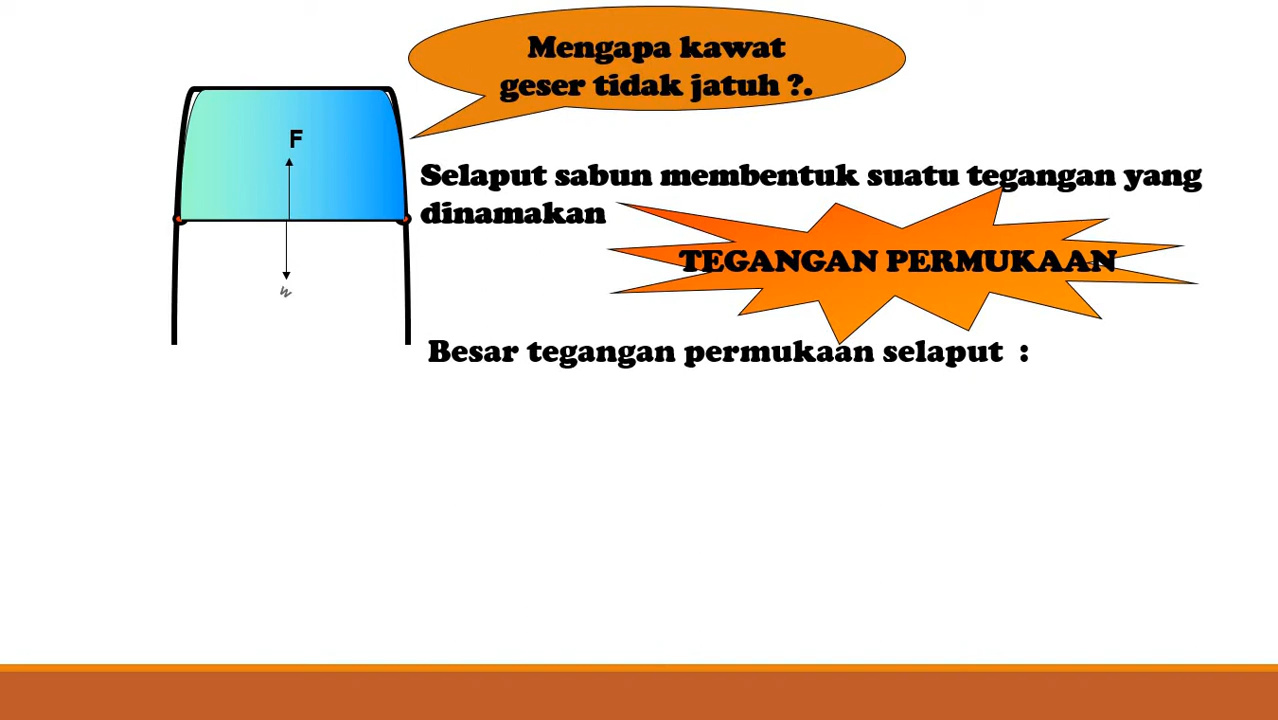 Mengapa kawat
geser tidak jatuh ?.
F
Selaput sabun membentuk suatu tegangan yang
dinamakan
TEGANGAN PERMUKAAN
w
Besar tegangan permukaan selaput :